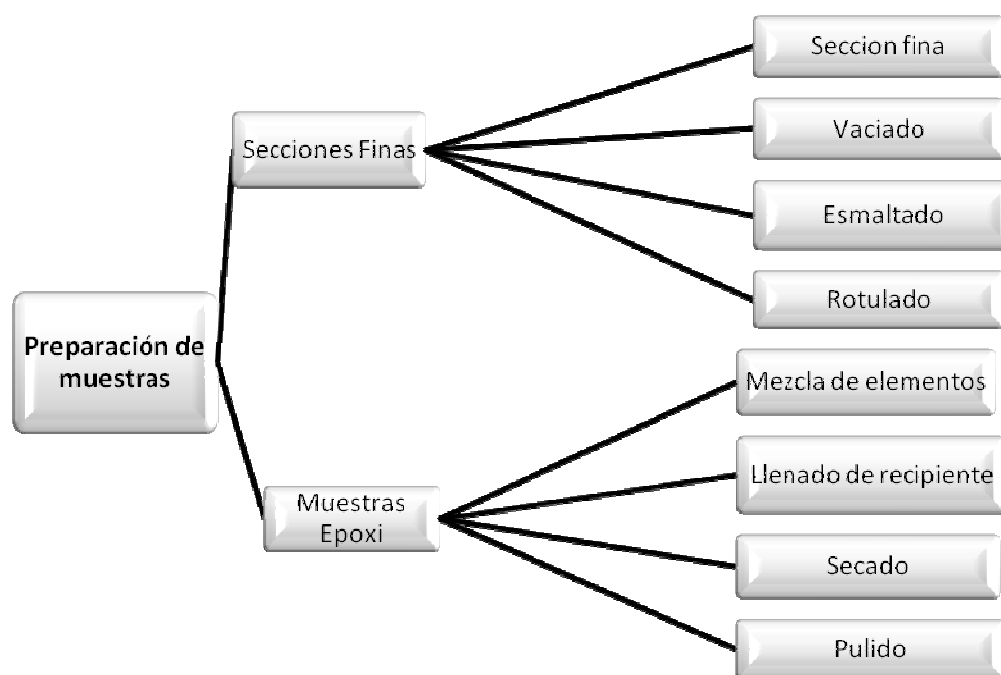 Preparación de
muestras
Secciones Finas
Seccion fina
Vaciado
Esmaltado
Rotulado
Muestras
Epoxi
Mezcla de elementos
Llenado de recipiente
Secado
Pulido